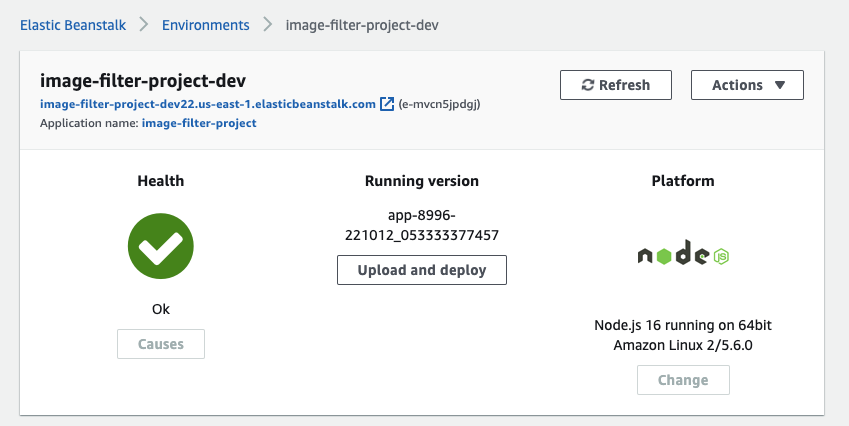 Elastic Beanstalk > Environments > image-filter-project-dev
image-filter-project-dev
Refresh
Actions
image-filter-project-dev22.us-east-1.elasticbeanstalk.com (e-mvcn5jpdgj)
Application name: image-filter-project
Health
Running version
Platform
app-8996-
221012_053333377457
Upload and deploy
node JS
Ok
Causes
Node.js 16 running on 64bit
Amazon Linux 2/5.6.0
Change